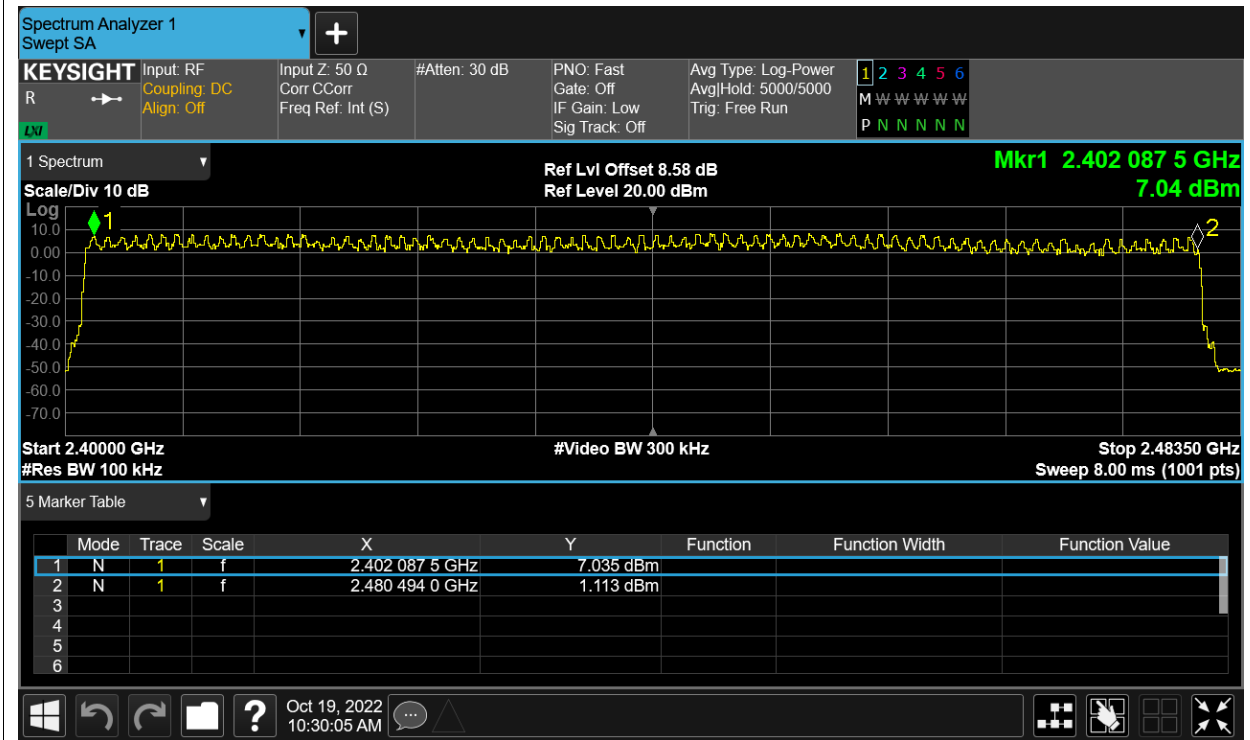 Spectrum Analyzer 1
Swept SA
KEYSIGHT
R
LXI
Input: RF
Coupling: DC
Align: Off
Input Z: 50 Ω
Corr CCorr
Freq Ref: Int (S)
#Atten: 30 dB
PNO: Fast
Gate: Off
IF Gain: Low
Sig Track: Off
Avg Type: Log-Power
Avg|Hold: 5000/5000
Trig: Free Run
1 2 3 4 5 6
M W W W W W
P N N N N N
1 Spectrum
Scale/Div 10 dB
Ref Lvl Offset 8.58 dB
Ref Level 20.00 dBm
Mkr1 2.402 087 5 GHz
7.04 dBm
Log
10.0
0.00
-10.0
-20.0
-30.0
-40.0
-50.0
-60.0
-70.0
1
2
Start 2.40000 GHz
#Res BW 100 kHz
#Video BW 300 kHz
Stop 2.48350 GHz
Sweep 8.00 ms (1001 pts)
5 Marker Table
Mode Trace Scale X Y Function Function Width Function Value
1 N 1 f 2.402 087 5 GHz 7.035 dBm
2 N 1 f 2.480 494 0 GHz 1.113 dBm
3
4
5
6
?
Oct 19, 2022
10:30:05 AM